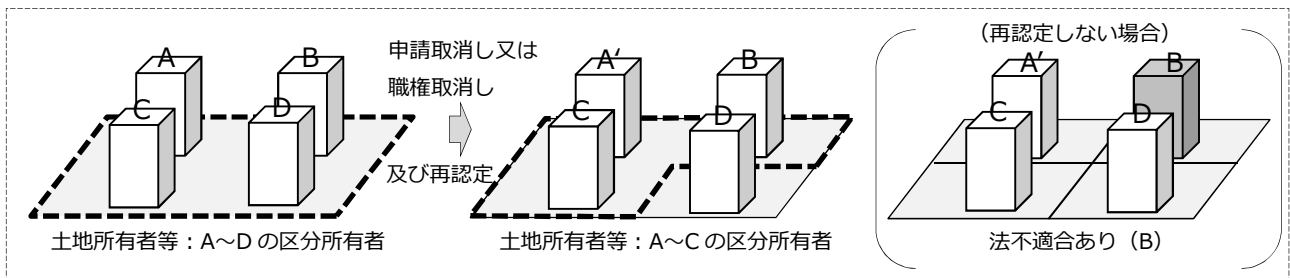 A
B
C
D
土地所有者等：A～D の区分所有者
申請取消し又は
職権取消し
及び再認定
A’
B
C
D
土地所有者等：A～C の区分所有者
（再認定しない場合）
A’
B
C
D
法不適合あり（B）